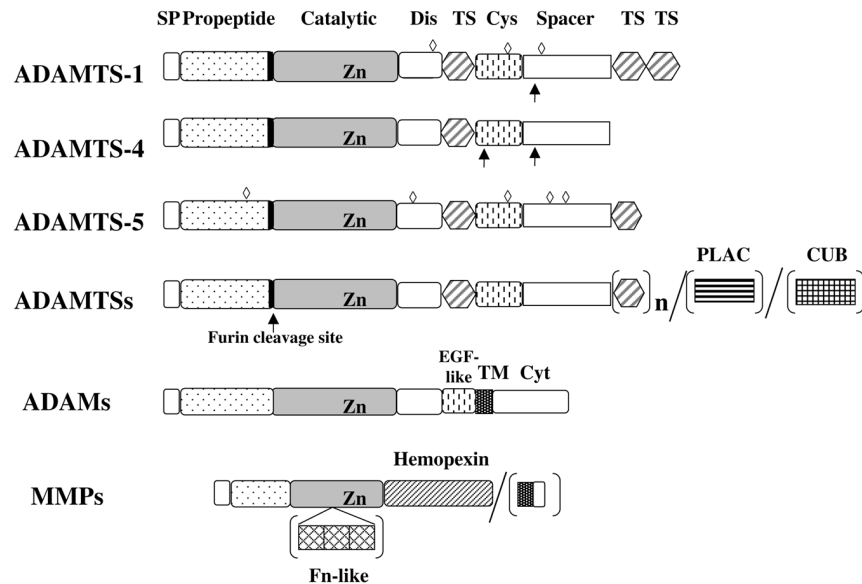 SP Propeptide Catalytic Dis TS Cys Spacer TS TS
ADAMTS-1 Zn
ADAMTS-4 Zn
ADAMTS-5 Zn
PLAC CUB
ADAMTSs Zn n
Furin cleavage site
EGF-
like TM Cyt
ADAMs Zn
Hemopexin
MMPs Zn
Fn-like